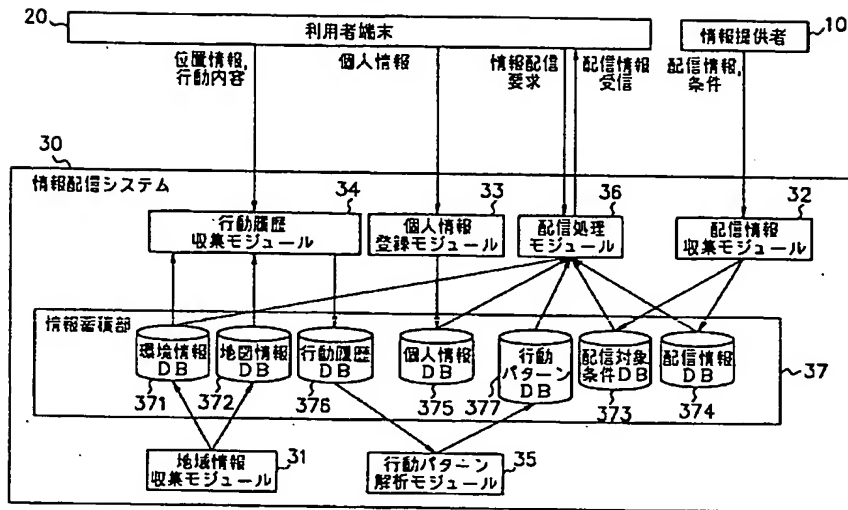 20
利用者端末
情報提供者
10
位置情報,
行動内容
個人情報
情報配信
要求
配信情報
受信
配信情報,
条件
30
情報配信システム
34
行動履歴
収集モジュール
33
個人情報
登録モジュール
36
配信処理
モジュール
32
配信情報
収集モジュール
情報蓄積部
環境情報
DB
371
地図情報
DB
372
行動履歴
DB
376
個人情報
DB
375
行動
パターン
DB
377
配信対象
条件DB
373
配信情報
DB
374
37
地域情報
収集モジュール
31
行動パターン
解析モジュール
35